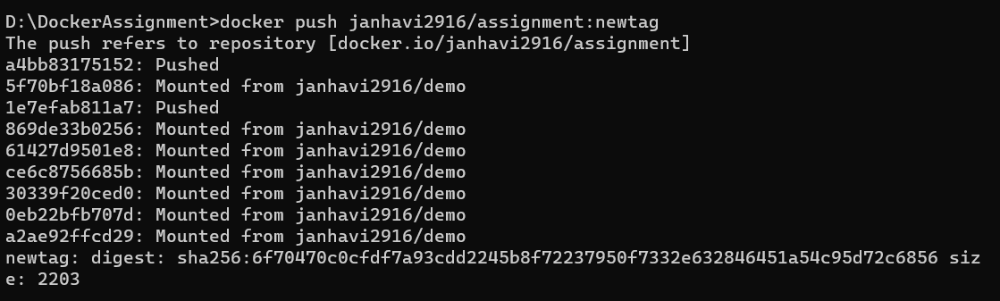 D:\DockerAssignment>docker push janhavi2916/assignment:newtag
The push refers to repository [docker.io/janhavi2916/assignment]
a4bb83175152: Pushed
5f70bf18a086: Mounted from janhavi2916/demo
1e7efab811a7: Pushed
869de33b0256: Mounted from janhavi2916/demo
61427d9501e8: Mounted from janhavi2916/demo
ce6c8756685b: Mounted from janhavi2916/demo
30339f20ced0: Mounted from janhavi2916/demo
0eb22bfb707d: Mounted from janhavi2916/demo
a2ae92ffcd29: Mounted from janhavi2916/demo
newtag: digest: sha256:6f70470c0cfdf7a93cdd2245b8f72237950f7332e632846451a54c95d72c6856 siz
e: 2203